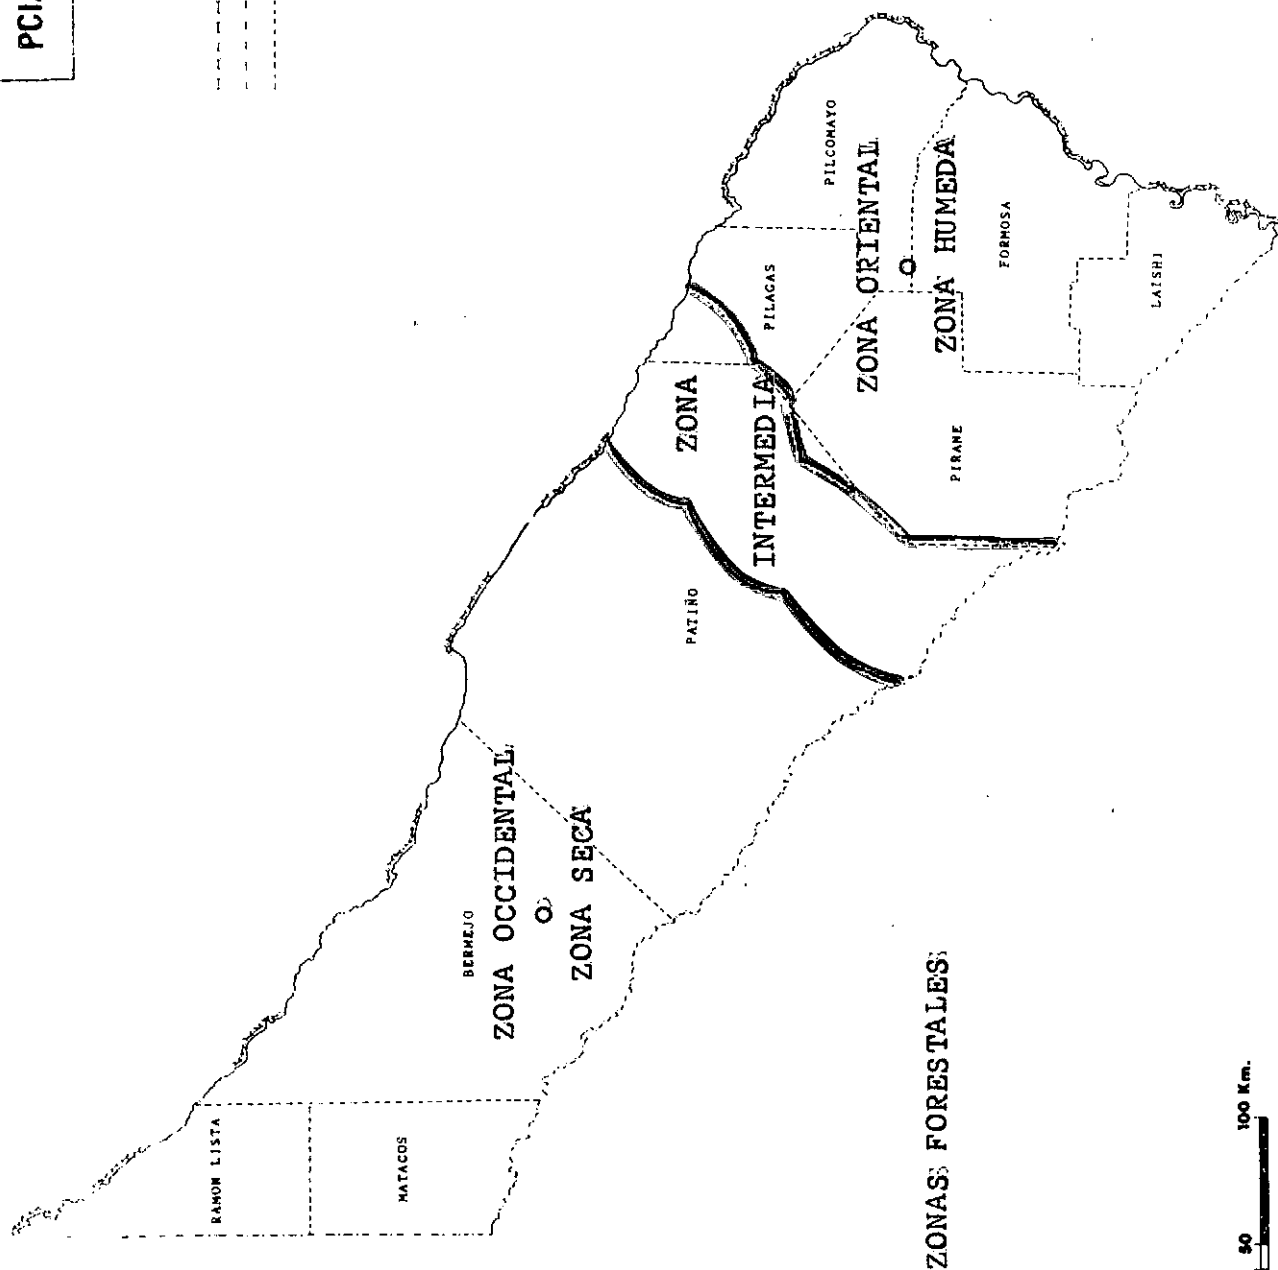 PCI
RAMON LISTA
MATACOS
BERMEJO
ZONA OCCIDENTAL
O
ZONA SECA
PATIÑO
ZONA
INTERMEDIA
PILAGAS
PILCOMAYO
ZONA ORIENTAL
O
ZONA HUMEDA
PIRANE
FORMOSA
LAISHI
ZONAS FORESTALES
50
100 Km.